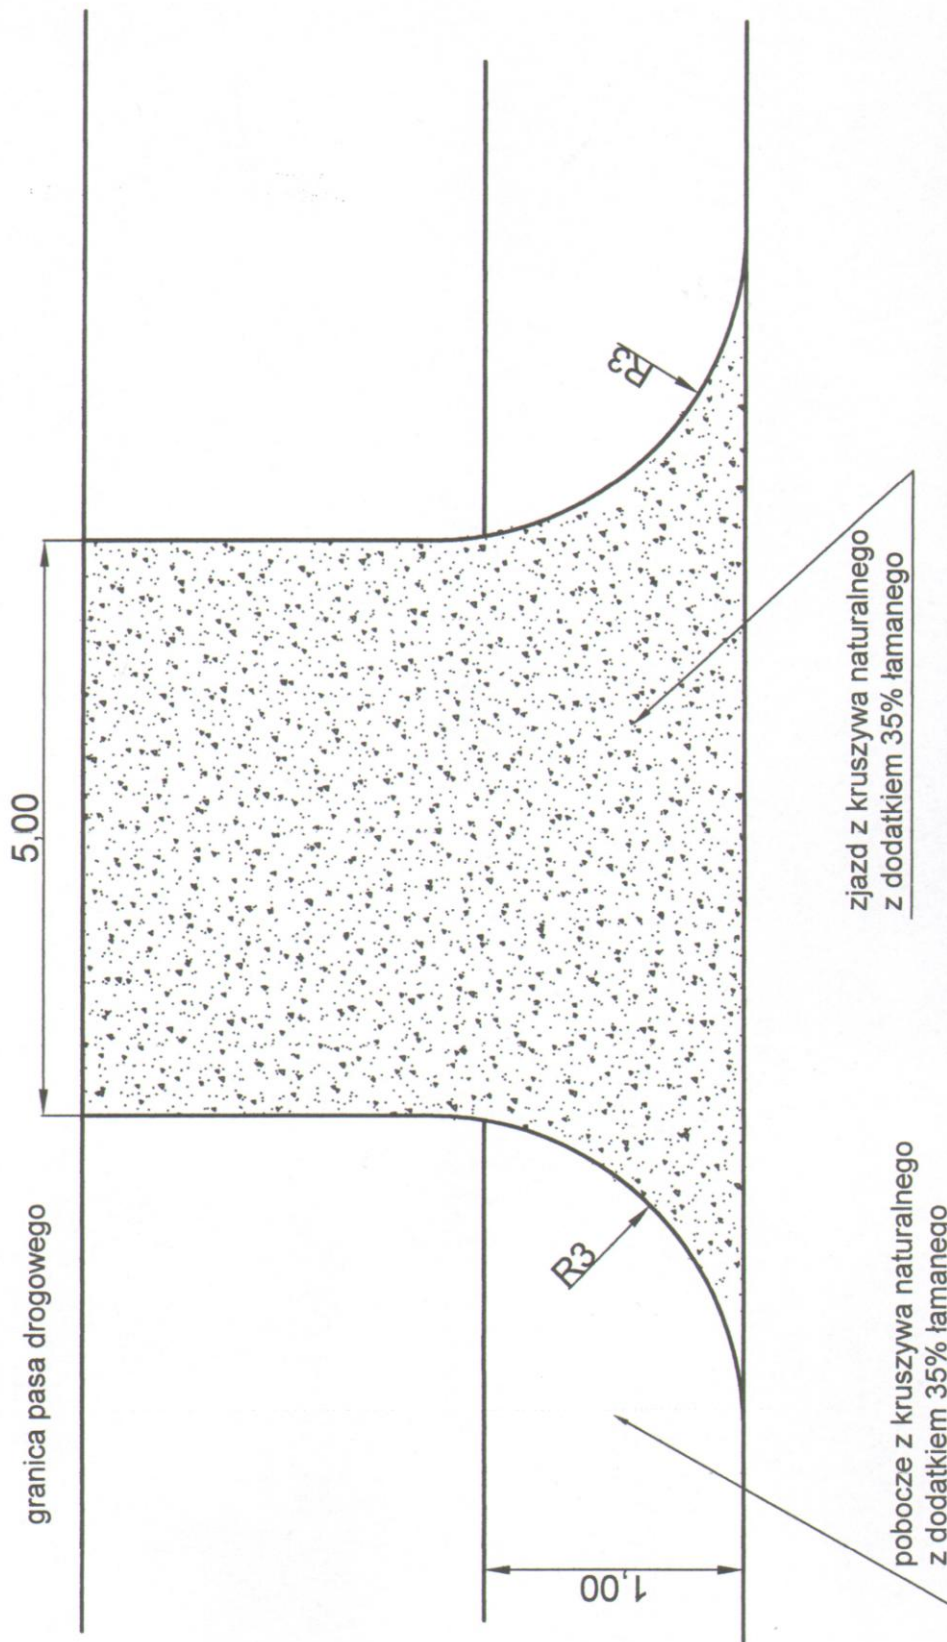 granica pasa drogowego
5,00
R3
R3
1,00
zjazd z kruszywa naturalnego
z dodatkiem 35% łamanego
pobocze z kruszywa naturalnego
z dodatkiem 35% łamanego